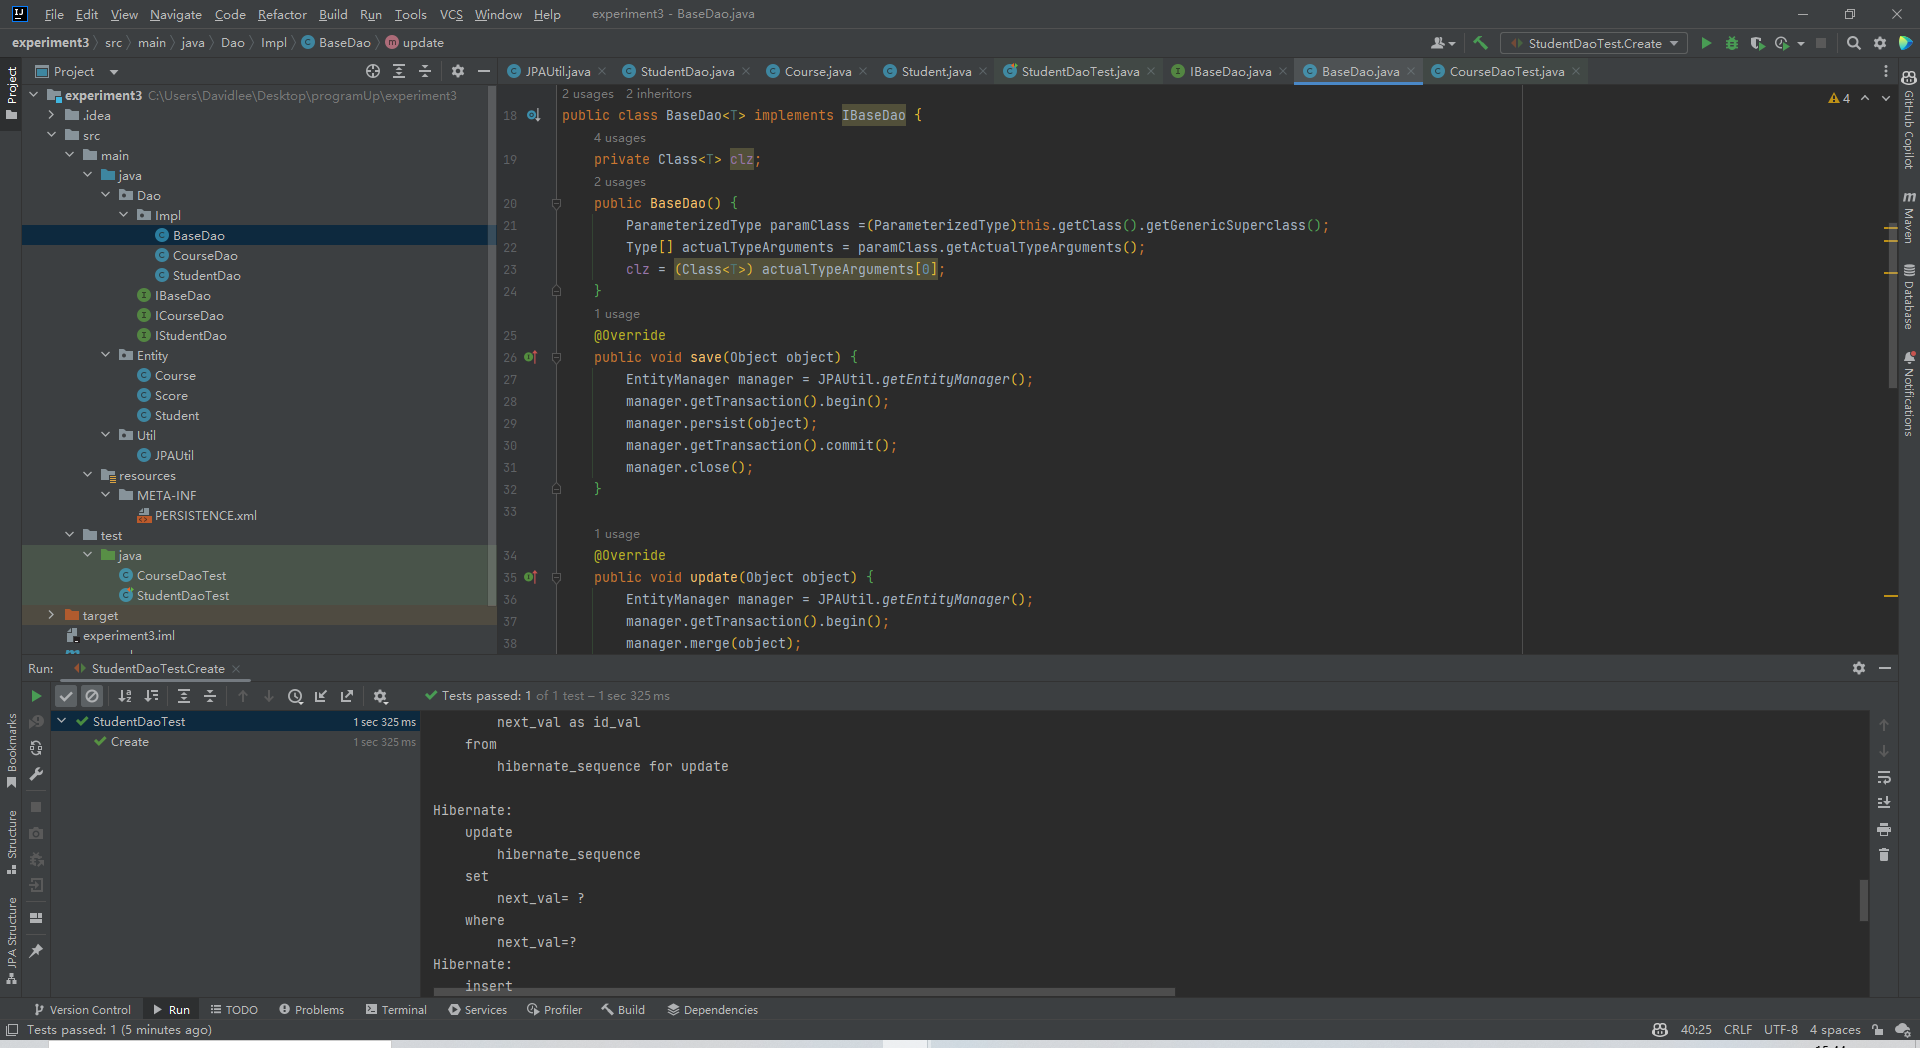 File Edit View Navigate Code Refactor Build Run Tools VCS Window Help experiment3 - BaseDao.java
experiment3 src main java Dao Impl BaseDao update
StudentDaoTest.Create
Project
JPAUtil.java StudentDao.java Course.java Student.java StudentDaoTest.java IBaseDao.java BaseDao.java CourseDaoTest.java
experiment3 C:\Users\Davidlee\Desktop\programUp\experiment3
.idea
src
main
java
Dao
Impl
BaseDao
CourseDao
StudentDao
IBaseDao
ICourseDao
IStudentDao
Entity
Course
Score
Student
Util
JPAUtil
resources
META-INF
PERSISTENCE.xml
test
java
CourseDaoTest
StudentDaoTest
target
experiment3.iml
2 usages 2 inheritors
18 public class BaseDao<T> implements IBaseDao {
4 usages
19 private Class<T> clz;
2 usages
20 public BaseDao() {
21 ParameterizedType paramClass =(ParameterizedType)this.getClass().getGenericSuperclass();
22 Type[] actualTypeArguments = paramClass.getActualTypeArguments();
23 clz = (Class<T>) actualTypeArguments[0];
24 }
1 usage
25 @Override
26 public void save(Object object) {
27 EntityManager manager = JPAUtil.getEntityManager();
28 manager.getTransaction().begin();
29 manager.persist(object);
30 manager.getTransaction().commit();
31 manager.close();
32 }
33
1 usage
34 @Override
35 public void update(Object object) {
36 EntityManager manager = JPAUtil.getEntityManager();
37 manager.getTransaction().begin();
38 manager.merge(object);
4
Project
Bookmarks
Structure
JPA Structure
GitHub Copilot
Maven
Database
Notifications
Run: StudentDaoTest.Create
Tests passed: 1 of 1 test – 1 sec 325 ms
StudentDaoTest 1 sec 325 ms
Create 1 sec 325 ms
next_val as id_val
from
hibernate_sequence for update
Hibernate:
update
hibernate_sequence
set
next_val= ?
where
next_val=?
Hibernate:
insert
Version Control Run TODO Problems Terminal Services Profiler Build Dependencies
Tests passed: 1 (5 minutes ago)
40:25 CRLF UTF-8 4 spaces